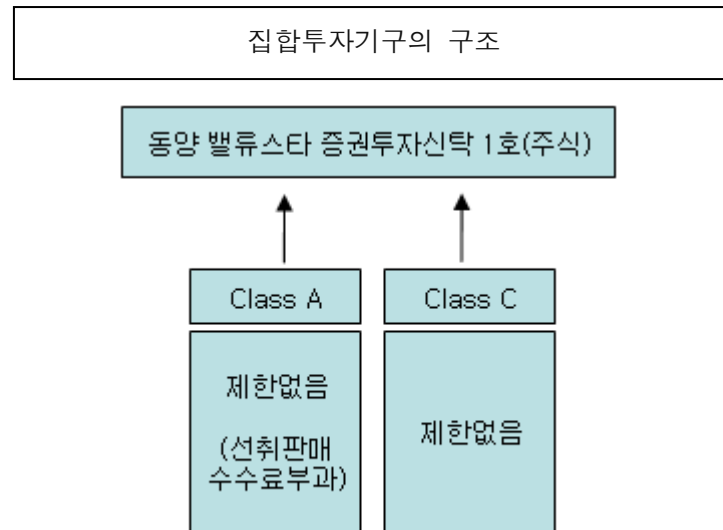 집합투자기구의 구조
동양 밸류스타 증권투자신탁 1호(주식)
Class A
Class C
제한없음
(선취판매
수수료부과)
제한없음